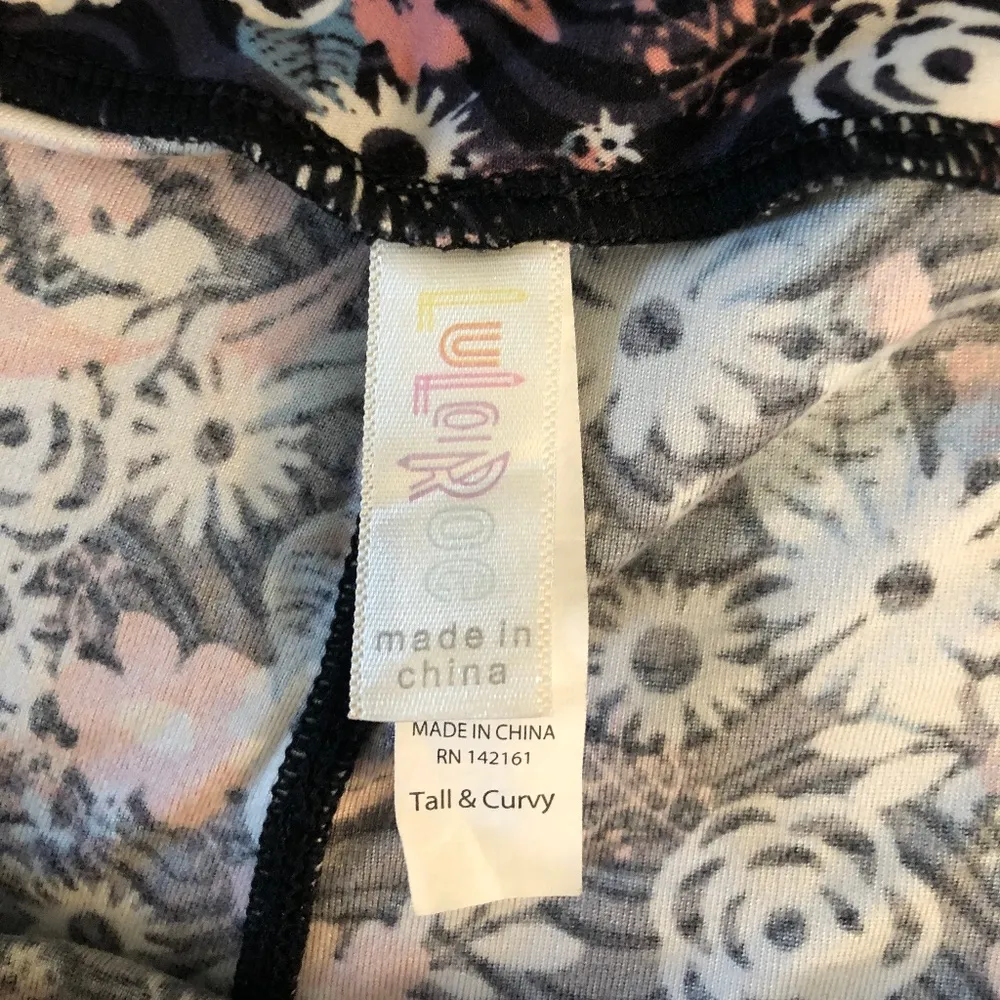 LuLaRoe
made in
china
MADE IN CHINA
RN 142161
Tall & Curvy